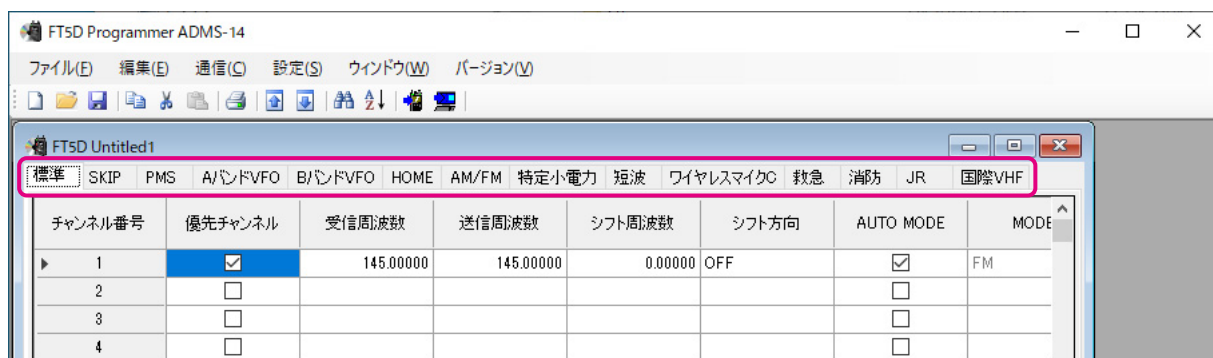 FT5D Programmer ADMS-14
ファイル(F) 編集(E) 通信(C) 設定(S) ウィンドウ(W) バージョン(V)
FT5D Untitled1
標準 SKIP PMS AバンドVFO BバンドVFO HOME AM/FM 特定小電力 短波 ワイヤレスマイクC 救急 消防 JR 国際VHF
チャンネル番号 優先チャンネル 受信周波数 送信周波数 シフト周波数 シフト方向 AUTO MODE MODE
1 145.00000 145.00000 0.00000 OFF FM
2
3
4